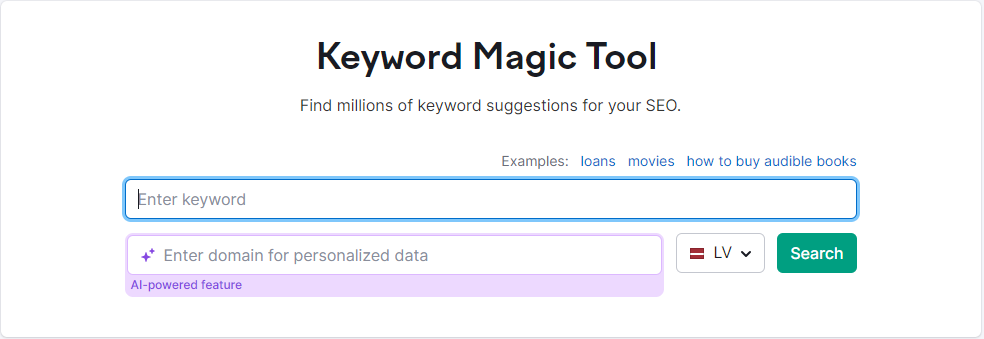 Keyword Magic Tool
Find millions of keyword suggestions for your SEO.
Examples: loans movies how to buy audible books
Enter keyword
Enter domain for personalized data LV Search
AI-powered feature